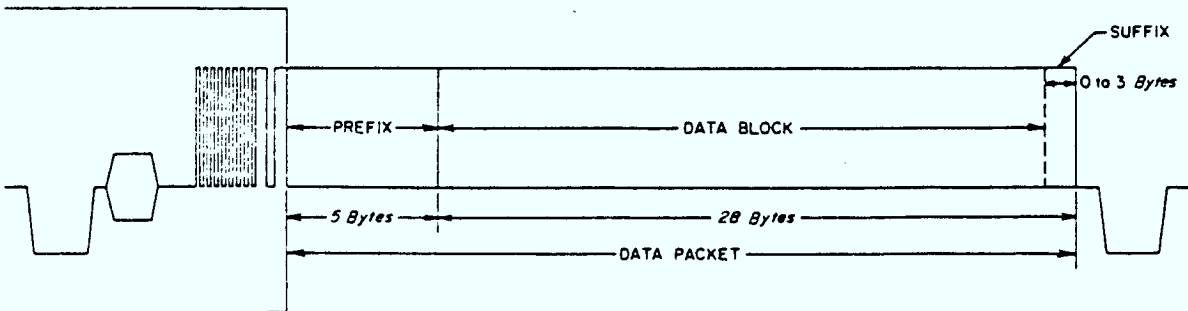 SUFFIX
0 to 3 Bytes
PREFIX
DATA BLOCK
5 Bytes
28 Bytes
DATA PACKET